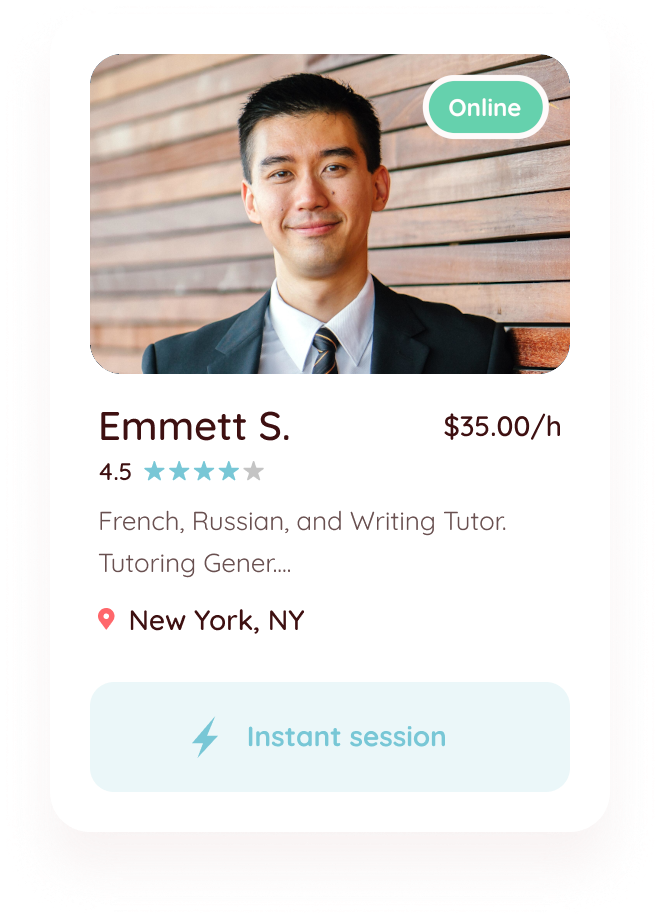 Online
Emmett S.
$35.00/h
4.5
French, Russian, and Writing Tutor.
Tutoring Gener....
New York, NY
Instant session